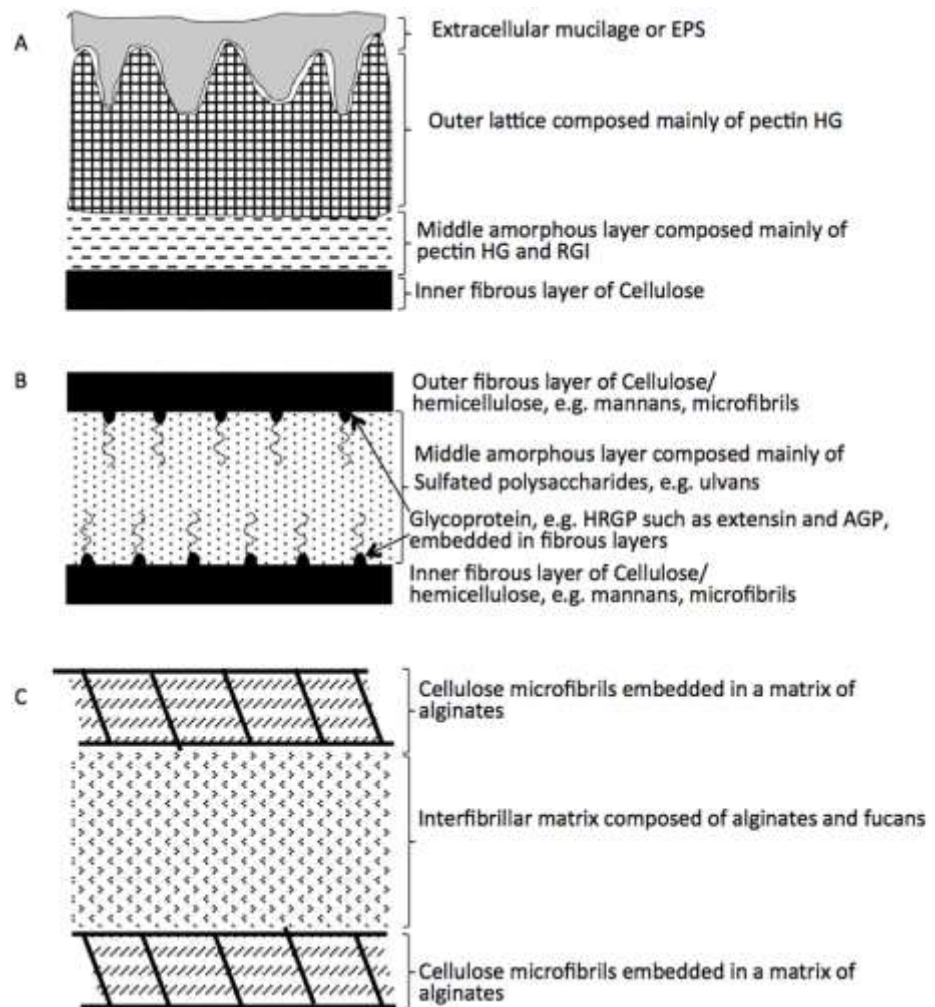 A
Extracellular mucilage or EPS
Outer lattice composed mainly of pectin HG
Middle amorphous layer composed mainly of
pectin HG and RGI
Inner fibrous layer of Cellulose
B
Outer fibrous layer of Cellulose/
hemicellulose, e.g. mannans, microfibrils
Middle amorphous layer composed mainly of
Sulfated polysaccharides, e.g. ulvans
Glycoprotein, e.g. HRGP such as extensin and AGP,
embedded in fibrous layers
Inner fibrous layer of Cellulose/
hemicellulose, e.g. mannans, microfibrils
C
Cellulose microfibrils embedded in a matrix of
alginates
Interfibrillar matrix composed of alginates and fucans
Cellulose microfibrils embedded in a matrix of
alginates